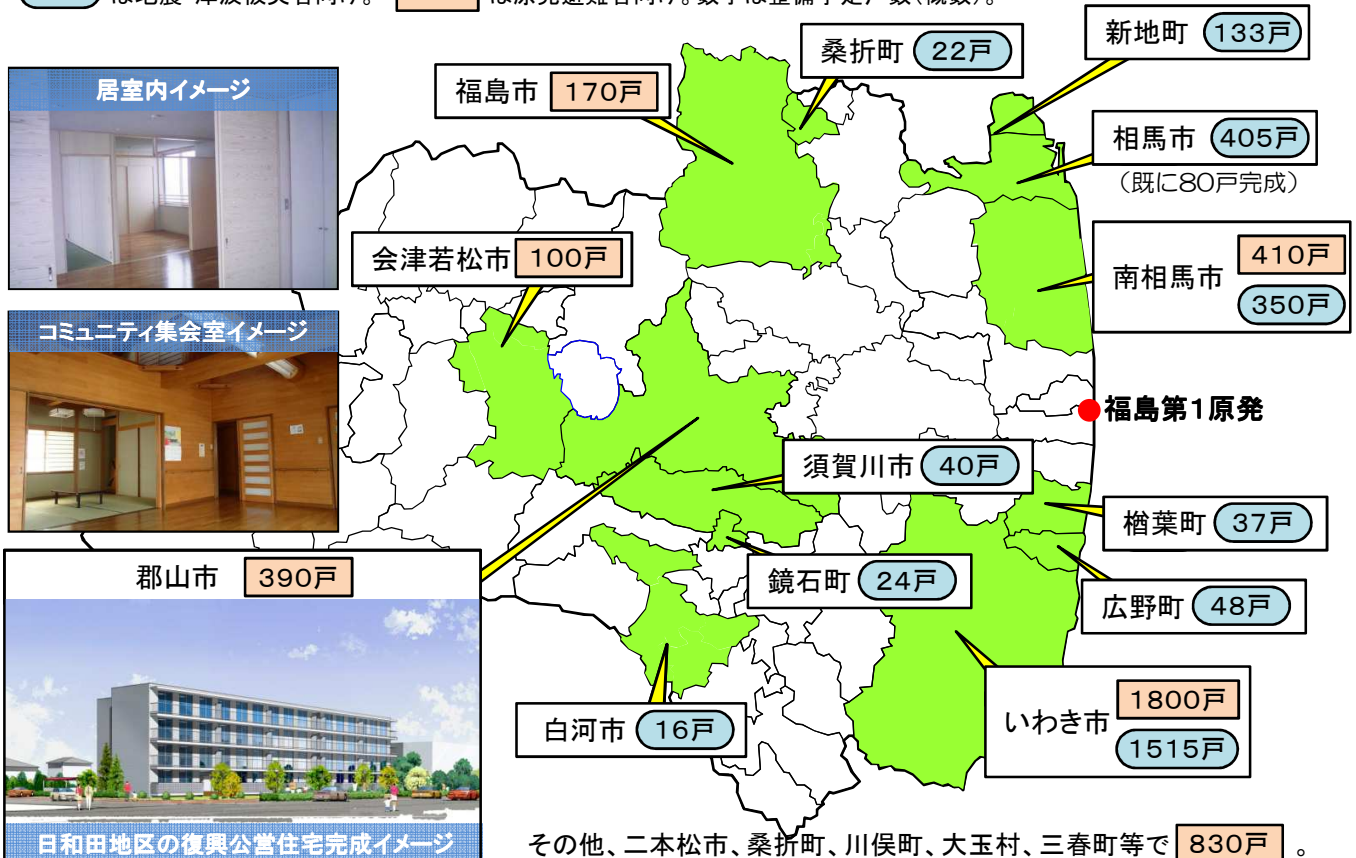 は地震・津波被災者向け。 は原発避難者向け。数字は整備予定戸数(概数)。
桑折町 22戸
新地町 133戸
福島市 170戸
居室内イメージ
相馬市 405戸
(既に80戸完成)
会津若松市 100戸
南相馬市 410戸
350戸
コミュニティ集会室イメージ
福島第1原発
須賀川市 40戸
楢葉町 37戸
鏡石町 24戸
広野町 48戸
郡山市 390戸
白河市 16戸
いわき市 1800戸
1515戸
日和田地区の復興公営住宅完成イメージ
その他、二本松市、桑折町、川俣町、大玉村、三春町等で 830戸 。